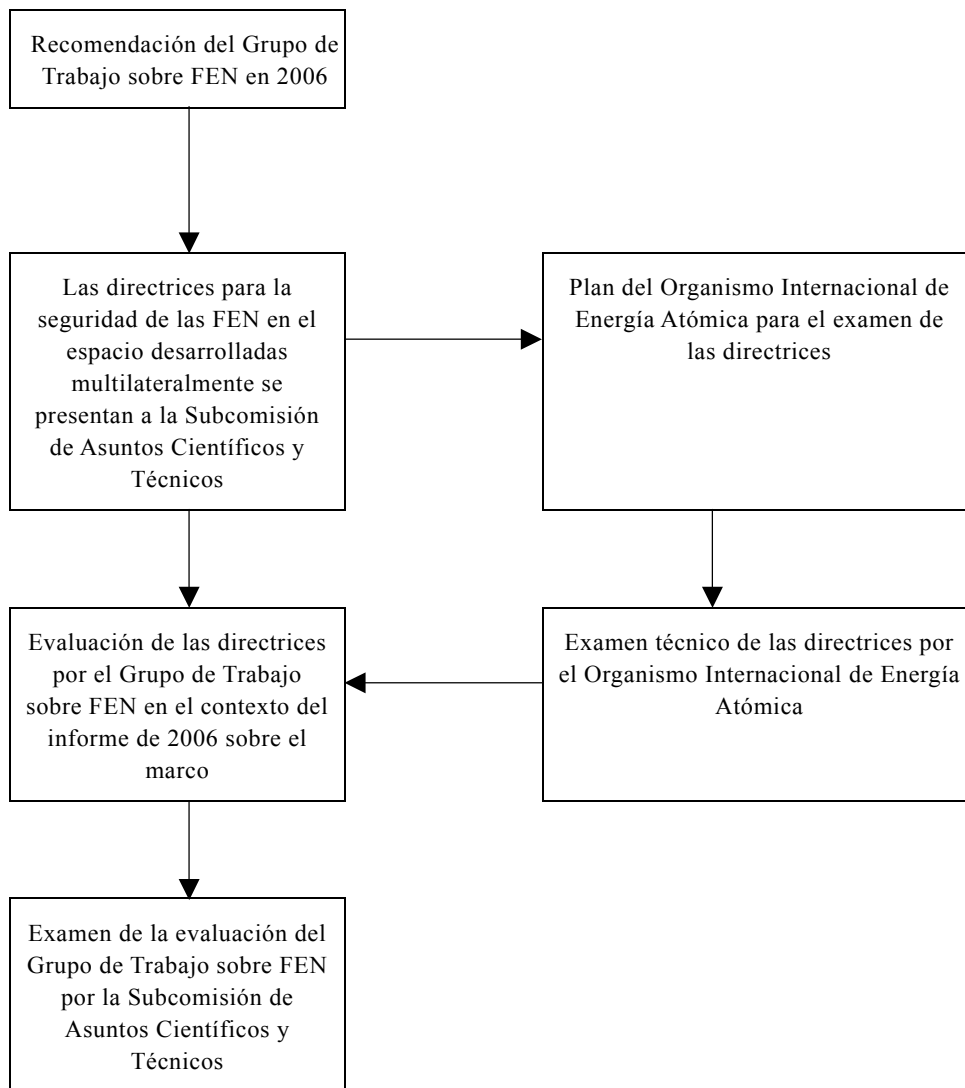 Recomendación del Grupo de
Trabajo sobre FEN en 2006
Las directrices para la
seguridad de las FEN en el
espacio desarrolladas
multilateralmente se
presentan a la Subcomisión
de Asuntos Científicos y
Técnicos
Plan del Organismo Internacional de
Energía Atómica para el examen de
las directrices
Evaluación de las directrices
por el Grupo de Trabajo
sobre FEN en el contexto del
informe de 2006 sobre el
marco
Examen técnico de las directrices por
el Organismo Internacional de Energía
Atómica
Examen de la evaluación del
Grupo de Trabajo sobre FEN
por la Subcomisión de
Asuntos Científicos y
Técnicos